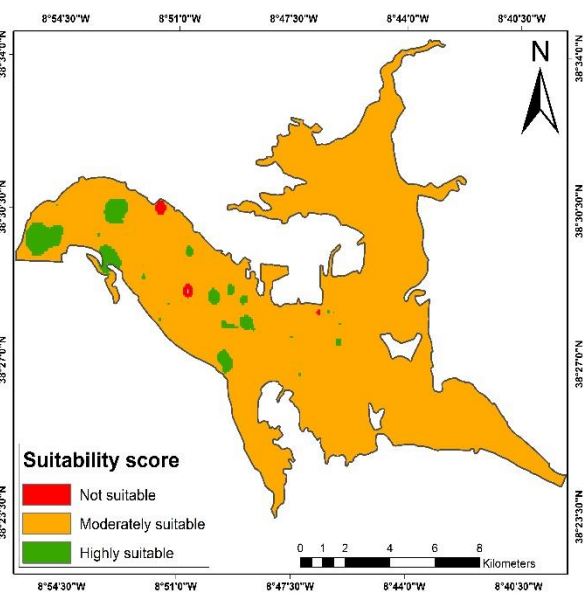 8°54'30"W 8°51'0"W 8°47'30"W 8°44'0"W 8°40'30"W
38°34'0"N 38°34'0"N
N
38°30'30"N 38°30'30"N
38°27'0"N 38°27'0"N
Suitability score
Not suitable
Moderately suitable
Highly suitable
38°23'30"N 38°23'30"N
0 1 2 4 6 8
Kilometers
8°54'30"W 8°51'0"W 8°47'30"W 8°44'0"W 8°40'30"W